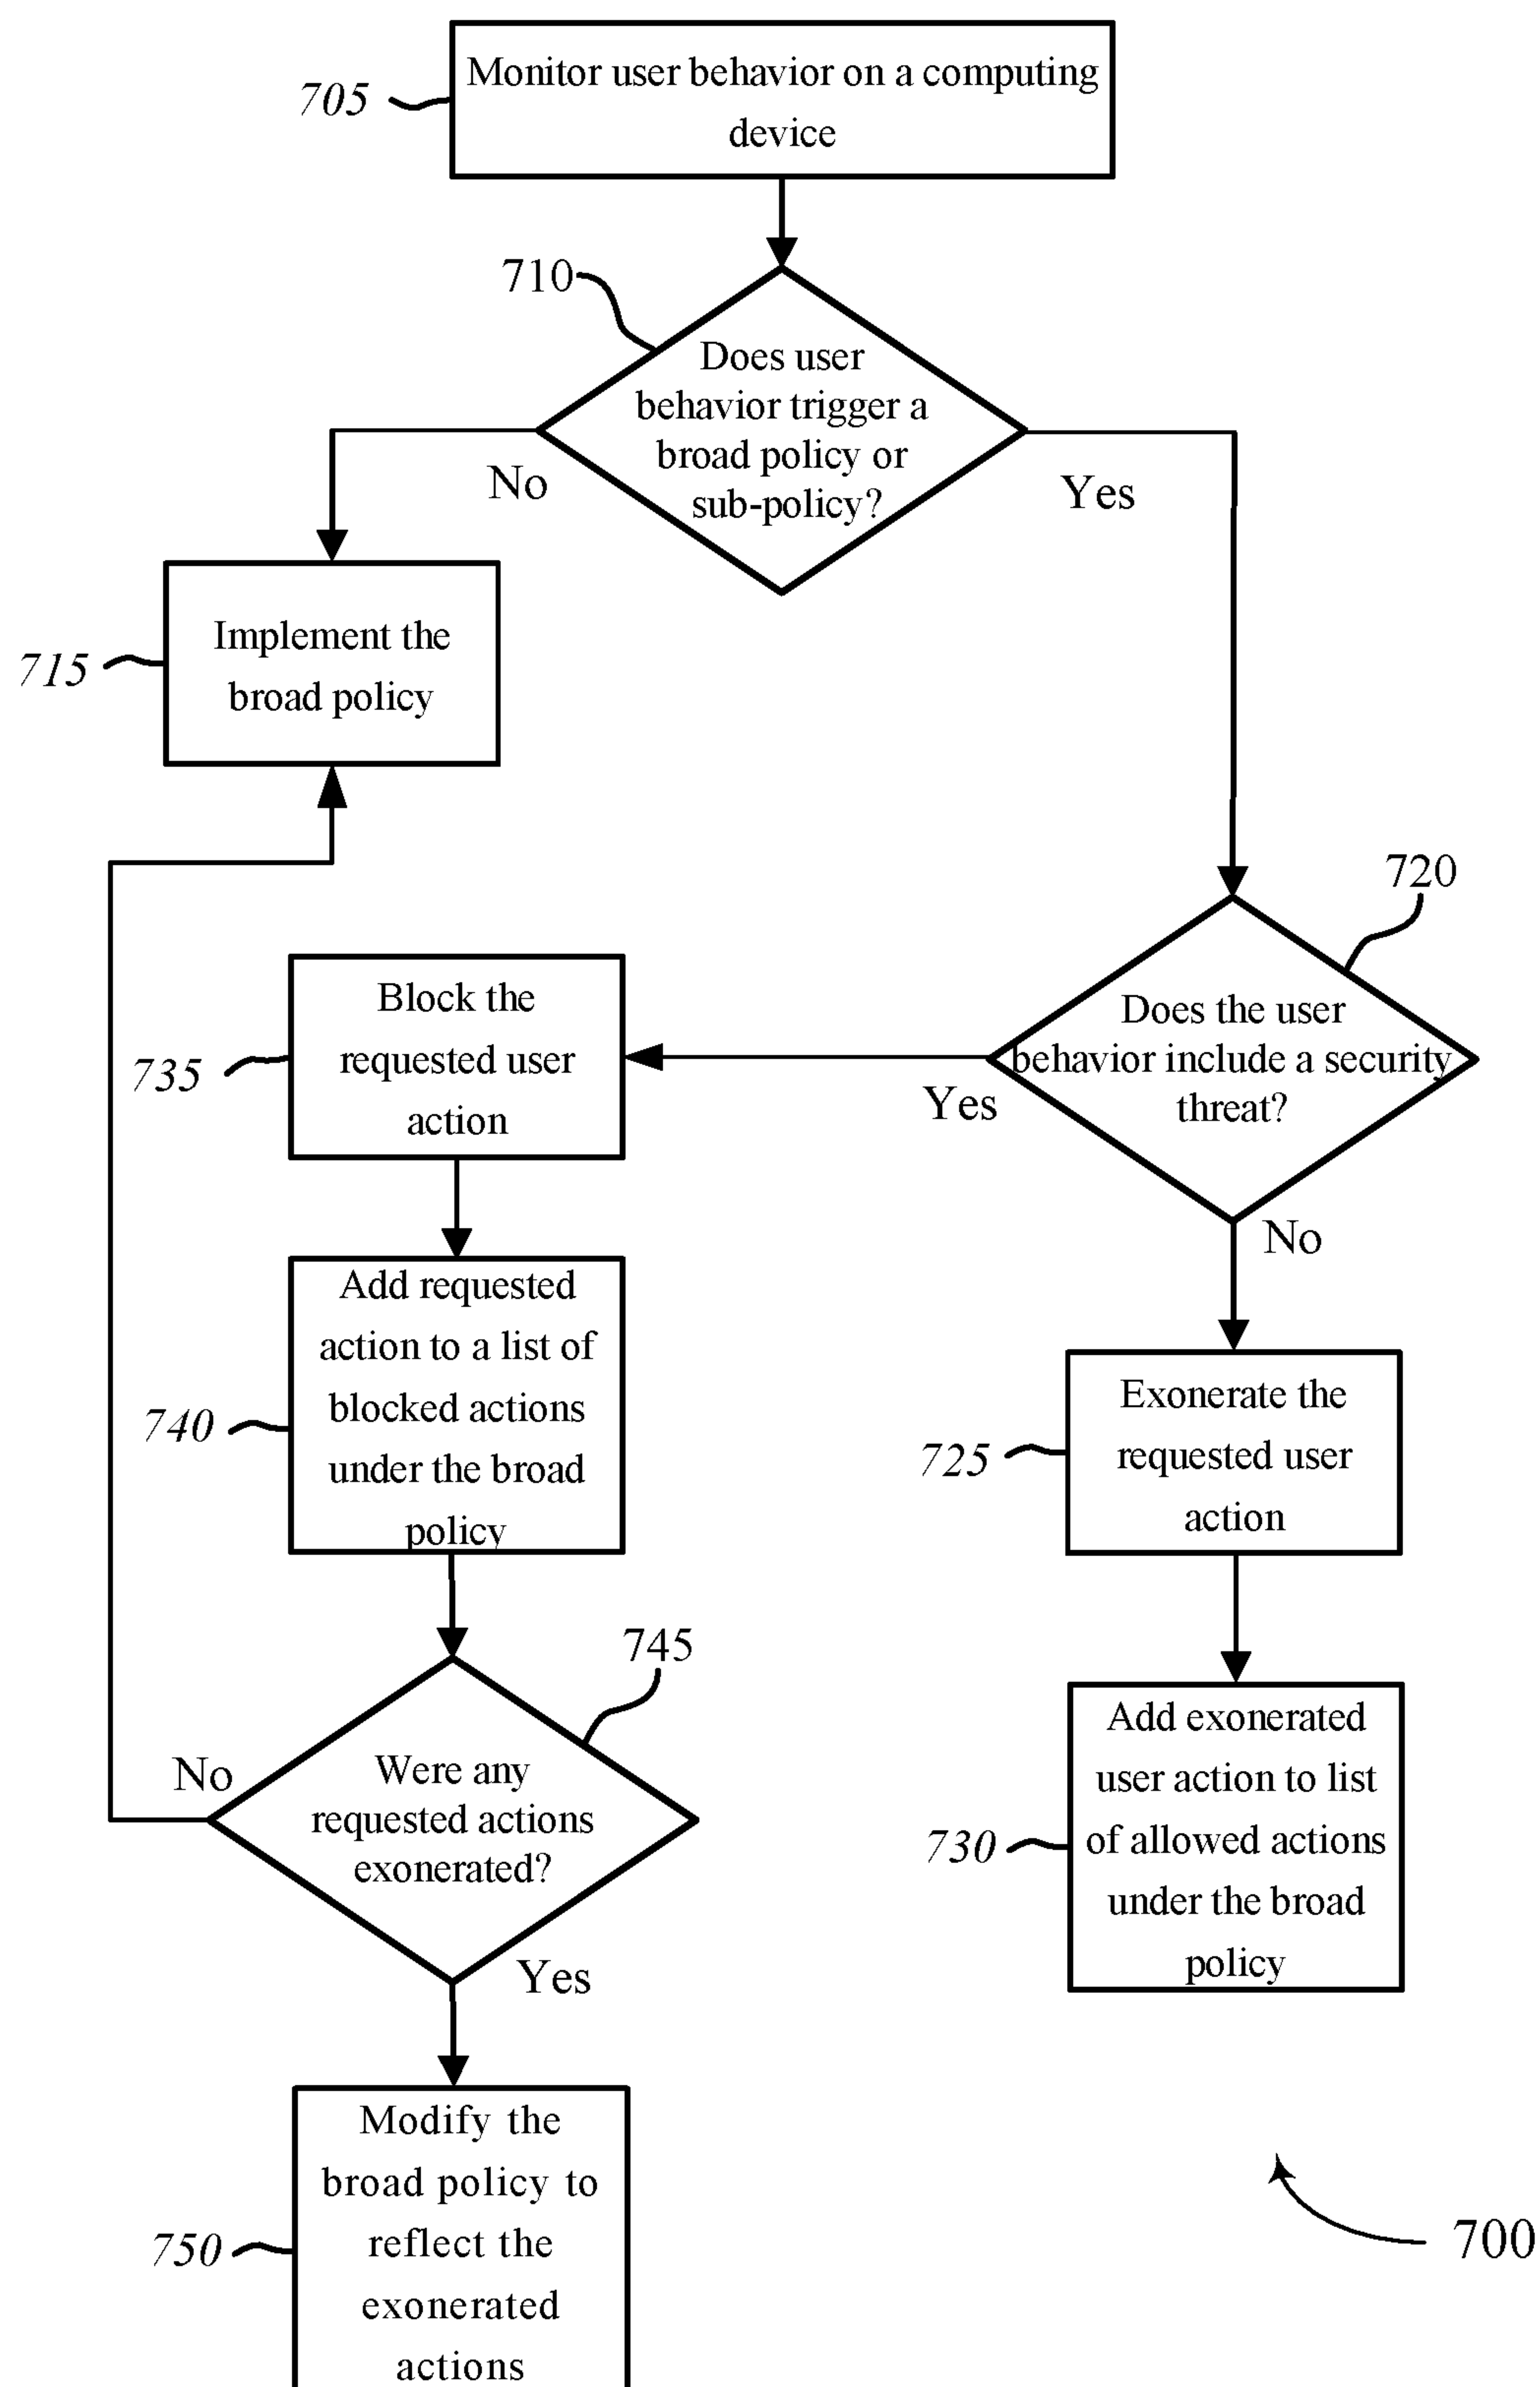 705
Monitor user behavior on a computing
device
710
Does user
behavior trigger a
broad policy or
sub-policy?
No
Yes
715
Implement the
broad policy
720
Does the user
behavior include a security
threat?
Yes
No
735
Block the
requested user
action
740
Add requested
action to a list of
blocked actions
under the broad
policy
725
Exonerate the
requested user
action
745
Were any
requested actions
exonerated?
No
Yes
730
Add exonerated
user action to list
of allowed actions
under the broad
policy
750
Modify the
broad policy to
reflect the
exonerated
actions
700